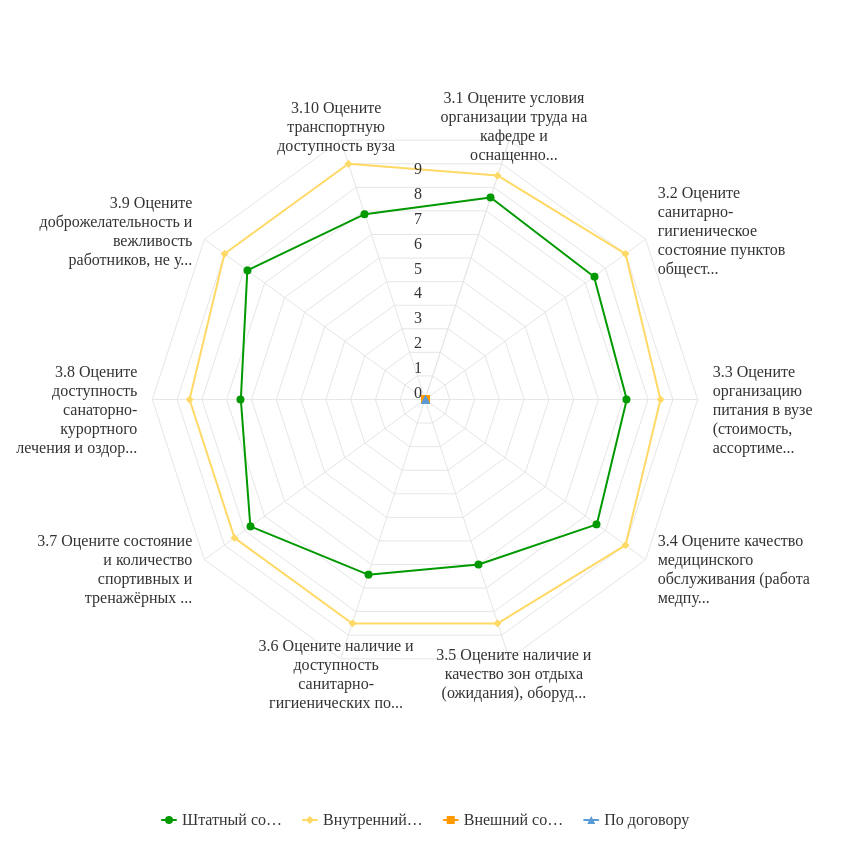 3.10 Оцените
транспортную
доступность вуза
3.1 Оцените условия
организации труда на
кафедре и
оснащенно...
3.2 Оцените
санитарно-
гигиеническое
состояние пунктов
общест...
3.9 Оцените
доброжелательность и
вежливость
работников, не у...
9
8
7
6
5
4
3
2
1
0
3.3 Оцените
организацию
питания в вузе
(стоимость,
ассортиме...
3.8 Оцените
доступность
санаторно-
курортного
лечения и оздор...
3.4 Оцените качество
медицинского
обслуживания (работа
медпу...
3.7 Оцените состояние
и количество
спортивных и
тренажёрных ...
3.6 Оцените наличие и
доступность
санитарно-
гигиенических по...
3.5 Оцените наличие и
качество зон отдыха
(ожидания), оборуд...
Штатный со… Внутренний… Внешний со… По договору